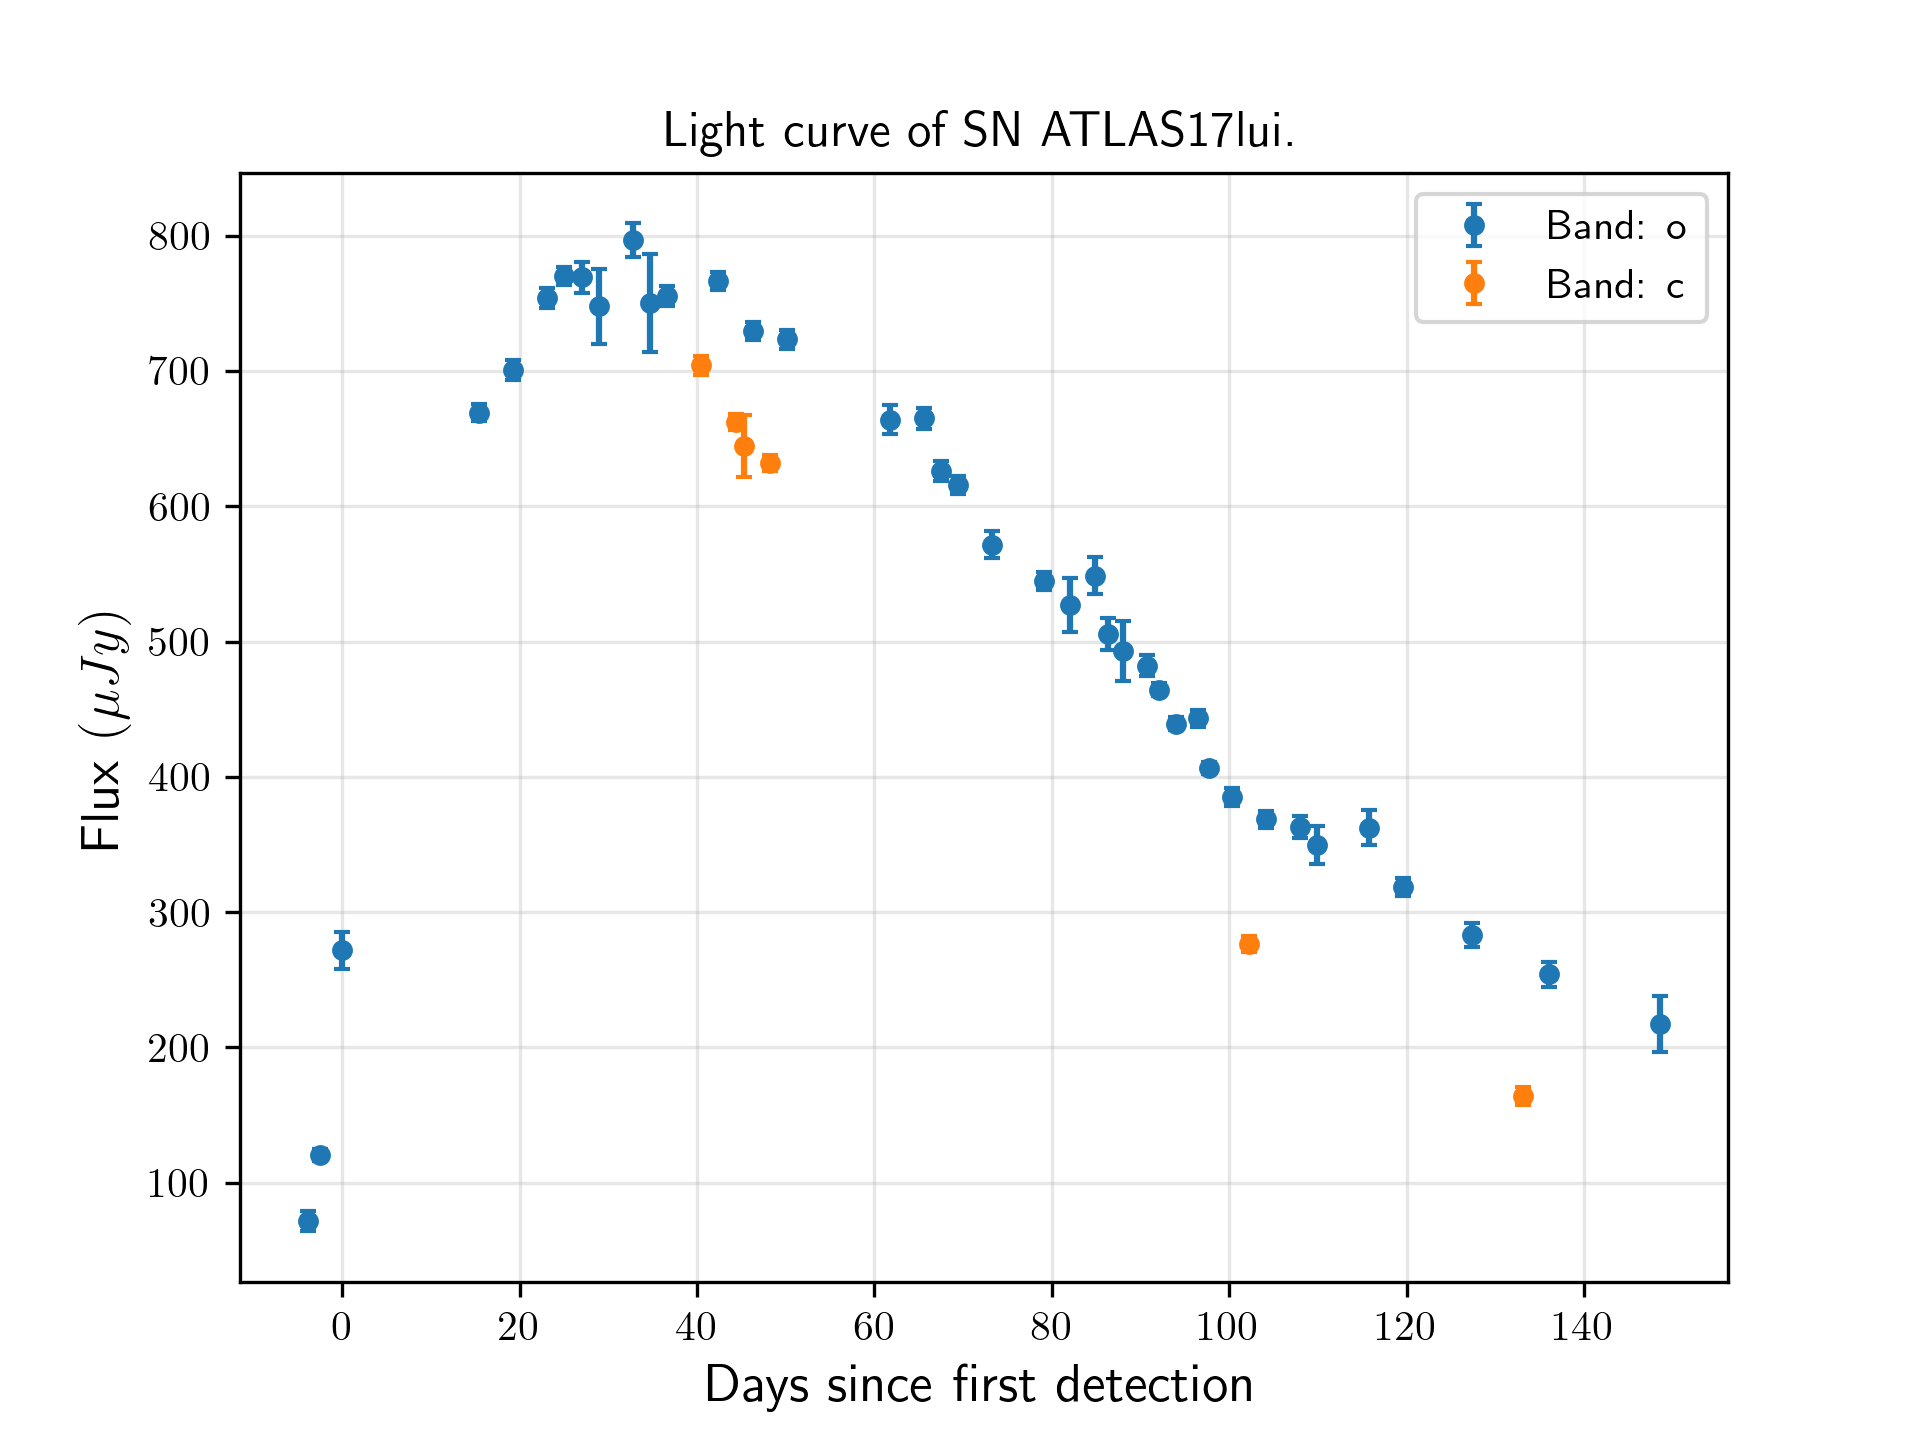 Light curve of SN ATLAS17lui.
Band: o
Band: c
800
700
600
500
400
300
200
100
Flux (μJy)
0 20 40 60 80 100 120 140
Days since first detection